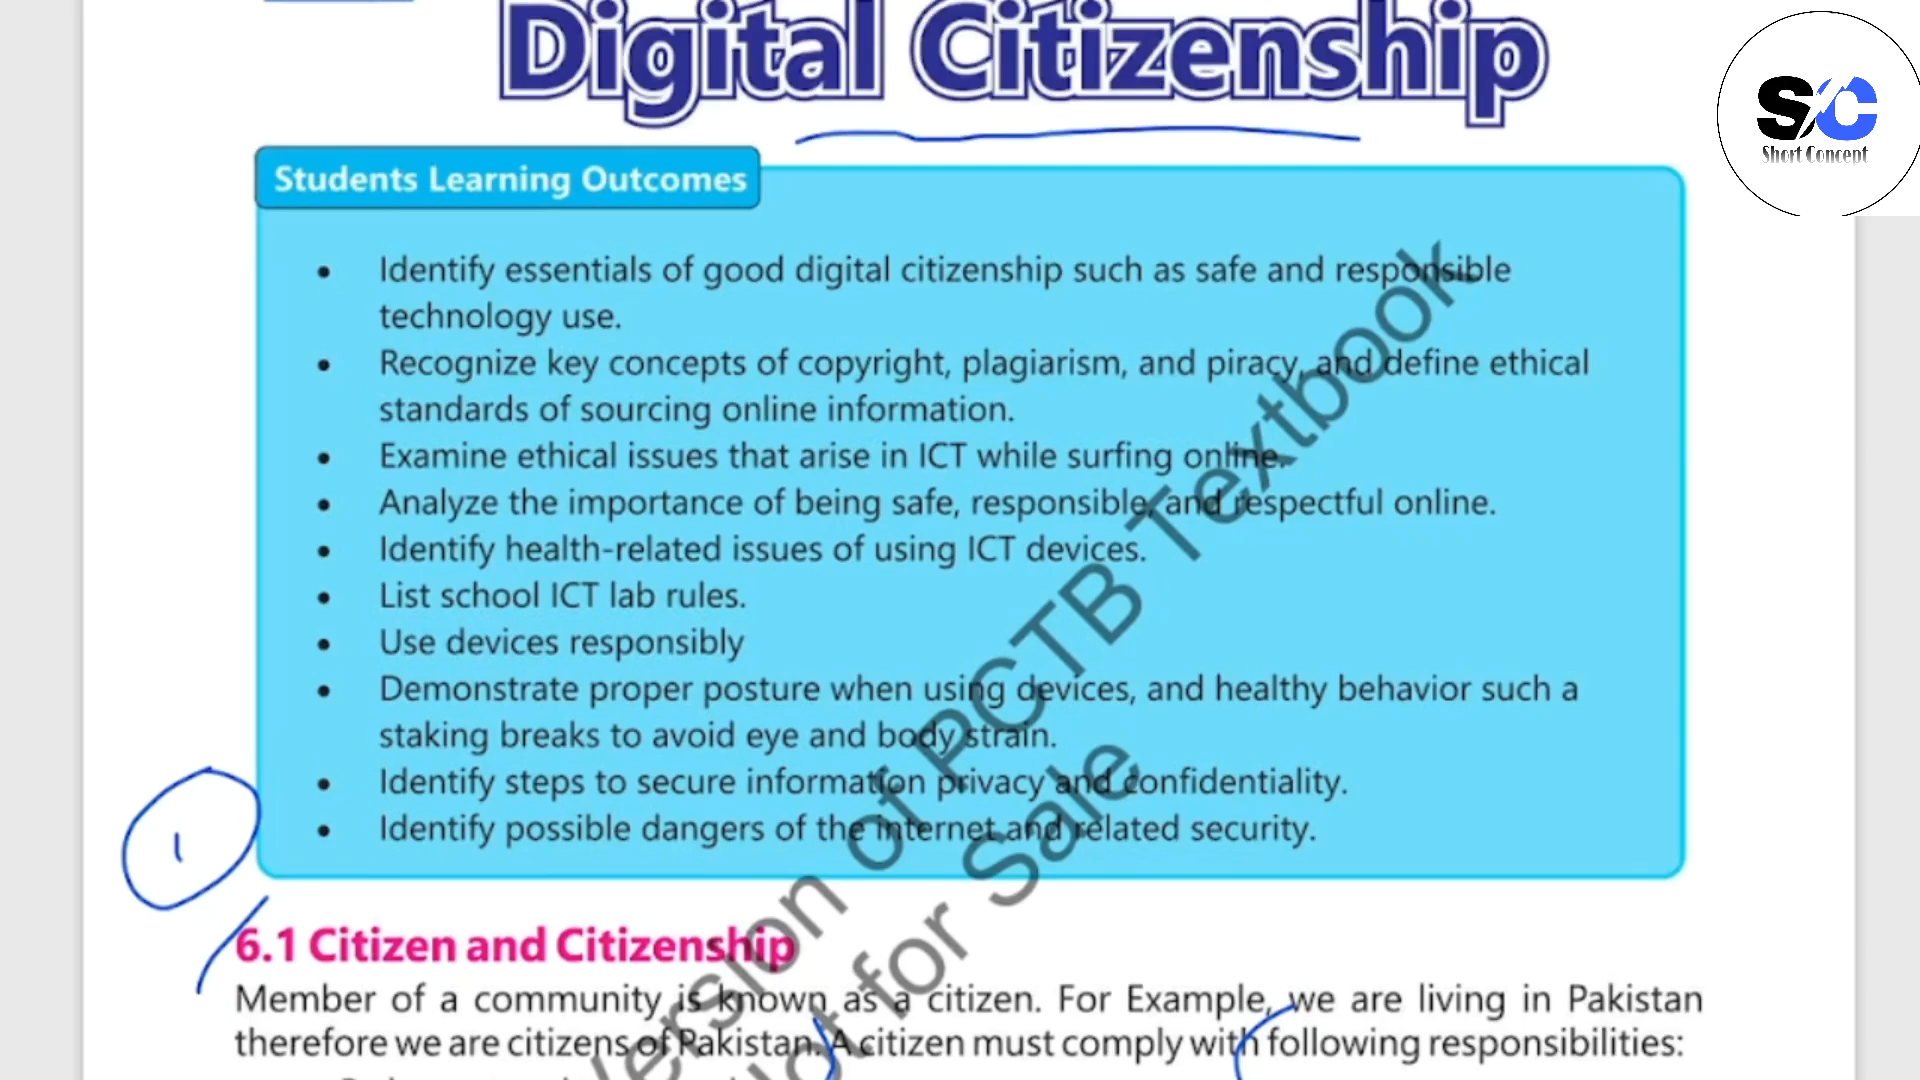 Digital Citizenship
SC
Short Concept
Students Learning Outcomes
• Identify essentials of good digital citizenship such as safe and responsible
technology use.
• Recognize key concepts of copyright, plagiarism, and piracy, and define ethical
standards of sourcing online information.
• Examine ethical issues that arise in ICT while surfing online.
• Analyze the importance of being safe, responsible, and respectful online.
• Identify health-related issues of using ICT devices.
• List school ICT lab rules.
• Use devices responsibly
• Demonstrate proper posture when using devices, and healthy behavior such a
staking breaks to avoid eye and body strain.
• Identify steps to secure information privacy and confidentiality.
• Identify possible dangers of the internet and related security.
1
6.1 Citizen and Citizenship
Member of a community is known as a citizen. For Example, we are living in Pakistan
therefore we are citizens of Pakistan. A citizen must comply with following responsibilities:
Version of PCTB Textbook
Not for Sale